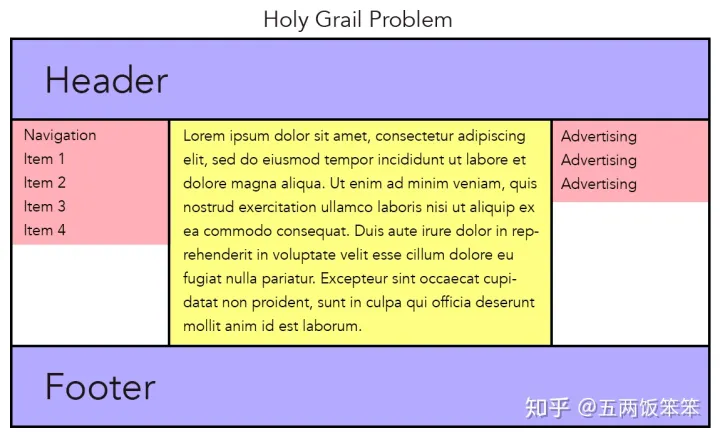 Holy Grail Problem
Header
Navigation
Item 1
Item 2
Item 3
Item 4
Lorem ipsum dolor sit amet, consectetur adipiscing
elit, sed do eiusmod tempor incididunt ut labore et
dolore magna aliqua. Ut enim ad minim veniam, quis
nostrud exercitation ullamco laboris nisi ut aliquip ex
ea commodo consequat. Duis aute irure dolor in rep-
rehenderit in voluptate velit esse cillum dolore eu
fugiat nulla pariatur. Excepteur sint occaecat cupi-
datat non proident, sunt in culpa qui officia deserunt
mollit anim id est laborum.
Advertising
Advertising
Advertising
Footer
知乎 @五两饭笨笨